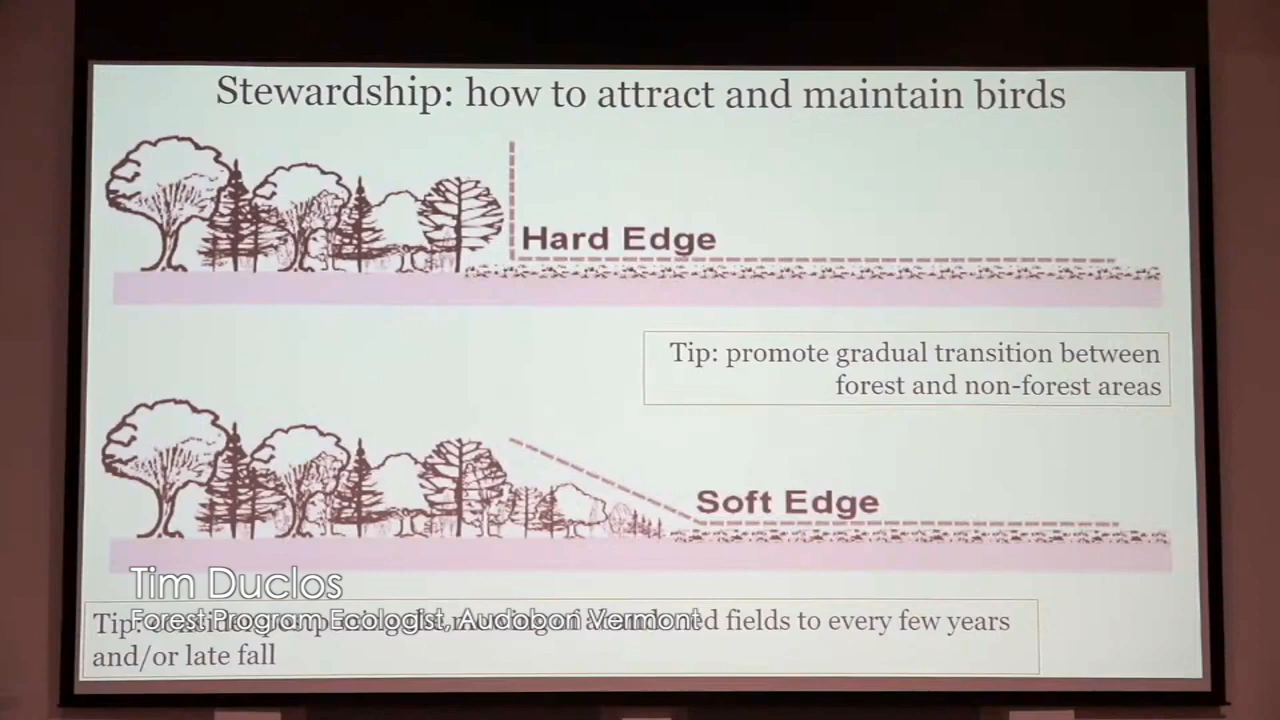 Stewardship: how to attract and maintain birds
Hard Edge
Tip: promote gradual transition between
forest and non-forest areas
Soft Edge
Tim Duclos
Forest Program Ecologist, Audobon Vermont
Tip: fields to every few years
and/or late fall